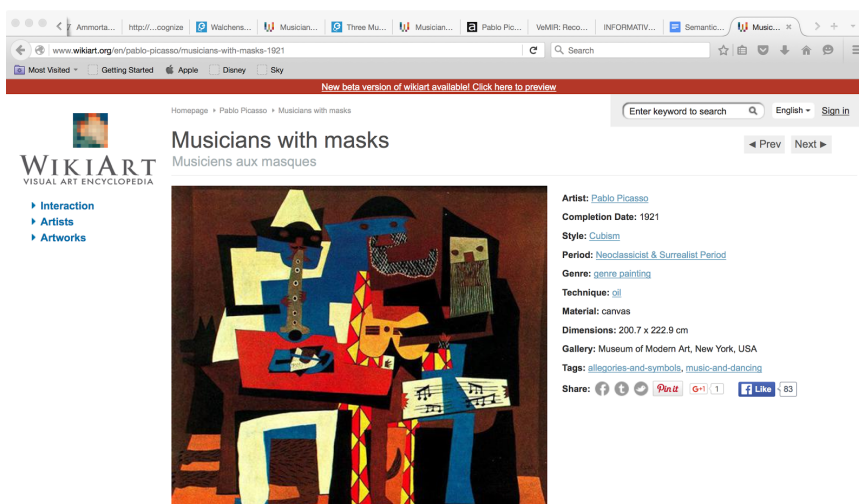 Ammorta...
http://...cognize
Walchens...
Musician...
Three Mu...
Musician...
Pablo Pic...
VeMIR: Reco...
INFORMATIV...
Semantic...
Music...
www.wikiart.org/en/pablo-picasso/musicians-with-masks-1921
Search
Most Visited
Getting Started
Apple
Disney
Sky
New beta version of wikiart available! Click here to preview
Homepage
Pablo Picasso
Musicians with masks
Enter keyword to search
English
Sign in
WIKIART
VISUAL ART ENCYCLOPEDIA
Musicians with masks
Musiciens aux masques
Prev
Next
Interaction
Artists
Artworks
Artist: Pablo Picasso
Completion Date: 1921
Style: Cubism
Period: Neoclassicist & Surrealist Period
Genre: genre painting
Technique: oil
Material: canvas
Dimensions: 200.7 x 222.9 cm
Gallery: Museum of Modern Art, New York, USA
Tags: allegories-and-symbols, music-and-dancing
Share:
Pin it
G+1
1
Like
83